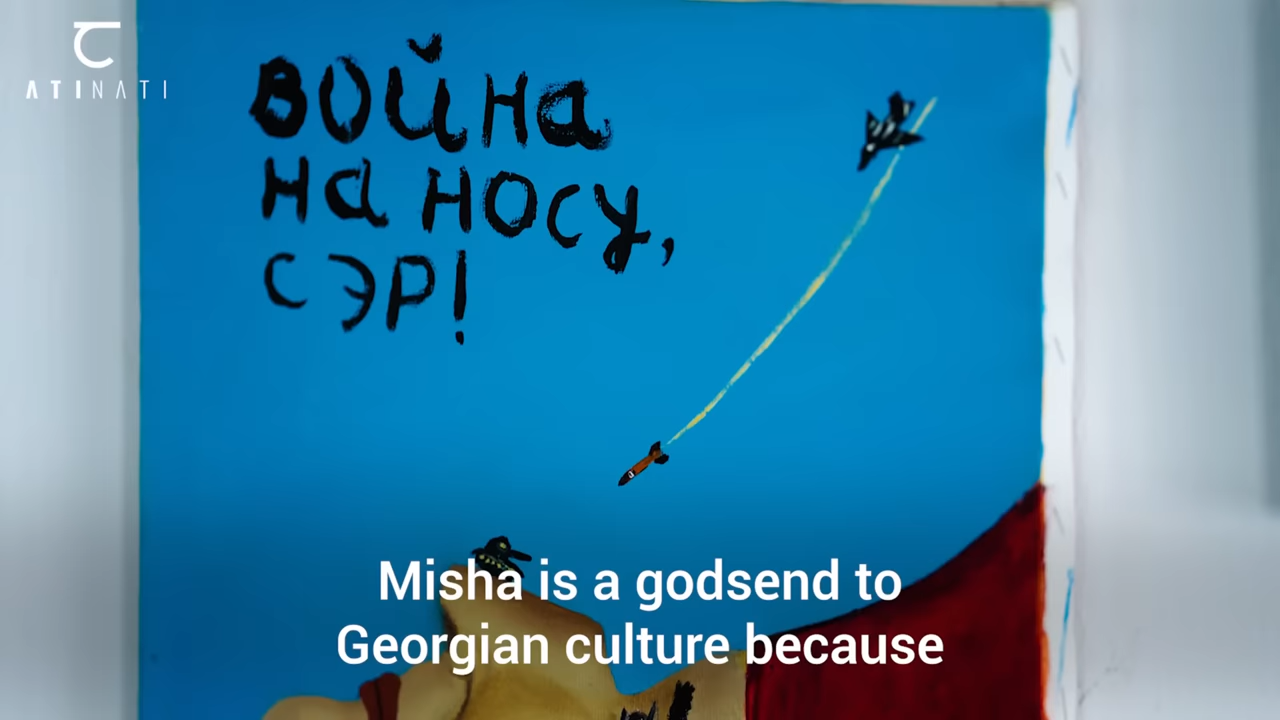 ATINATI
война
на носу,
сэр!
Misha is a godsend to
Georgian culture because